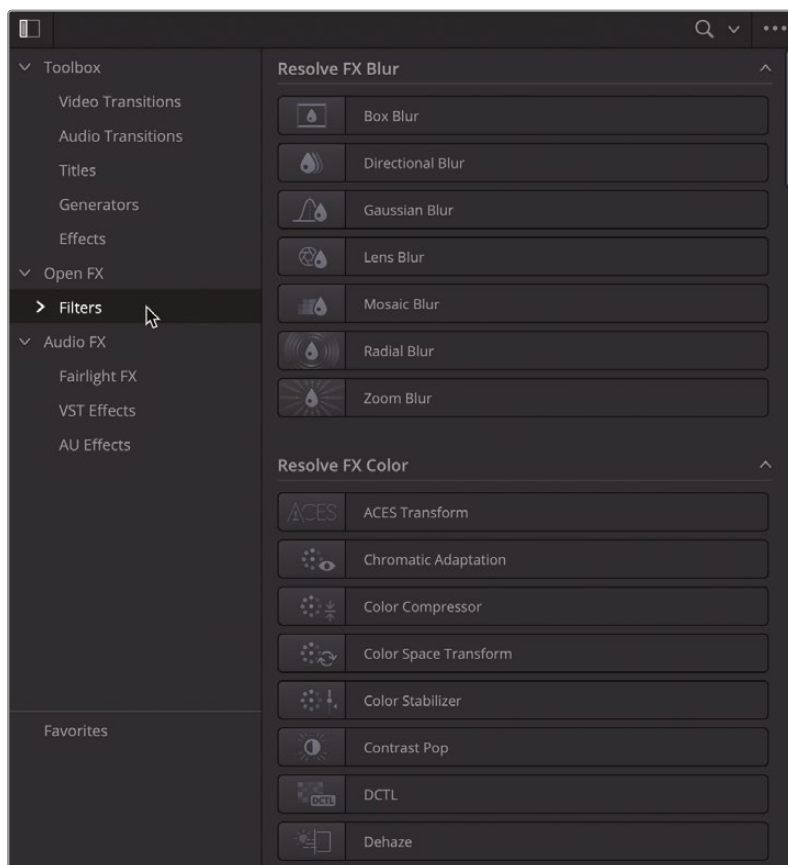 Toolbox
Video Transitions
Audio Transitions
Titles
Generators
Effects
Open FX
Filters
Audio FX
Fairlight FX
VST Effects
AU Effects
Favorites
Resolve FX Blur
Box Blur
Directional Blur
Gaussian Blur
Lens Blur
Mosaic Blur
Radial Blur
Zoom Blur
Resolve FX Color
ACES ACES Transform
Chromatic Adaptation
Color Compressor
Color Space Transform
Color Stabilizer
Contrast Pop
DCTL DCTL
Dehaze